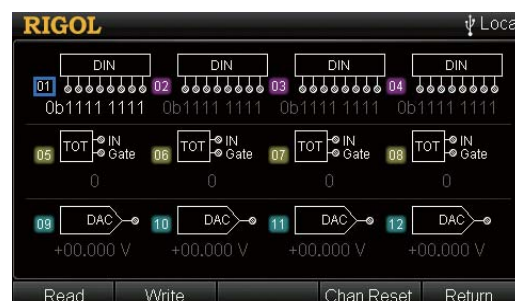 RIGOL Loca
DIN DIN DIN DIN
01 02 03 04
0b1111 1111 0b1111 1111 0b1111 1111 0b1111 1111
TOT IN Gate TOT IN Gate TOT IN Gate TOT IN Gate
05 06 07 08
0 0 0 0
09 DAC 10 DAC 11 DAC 12 DAC
+00.000 V +00.000 V +00.000 V +00.000 V
Read Write Chan Reset Return